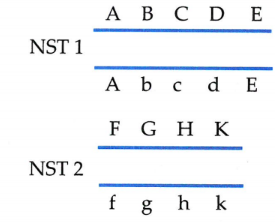 A B C D E
NST 1
A b c d E
F G H K
NST 2
f g h k